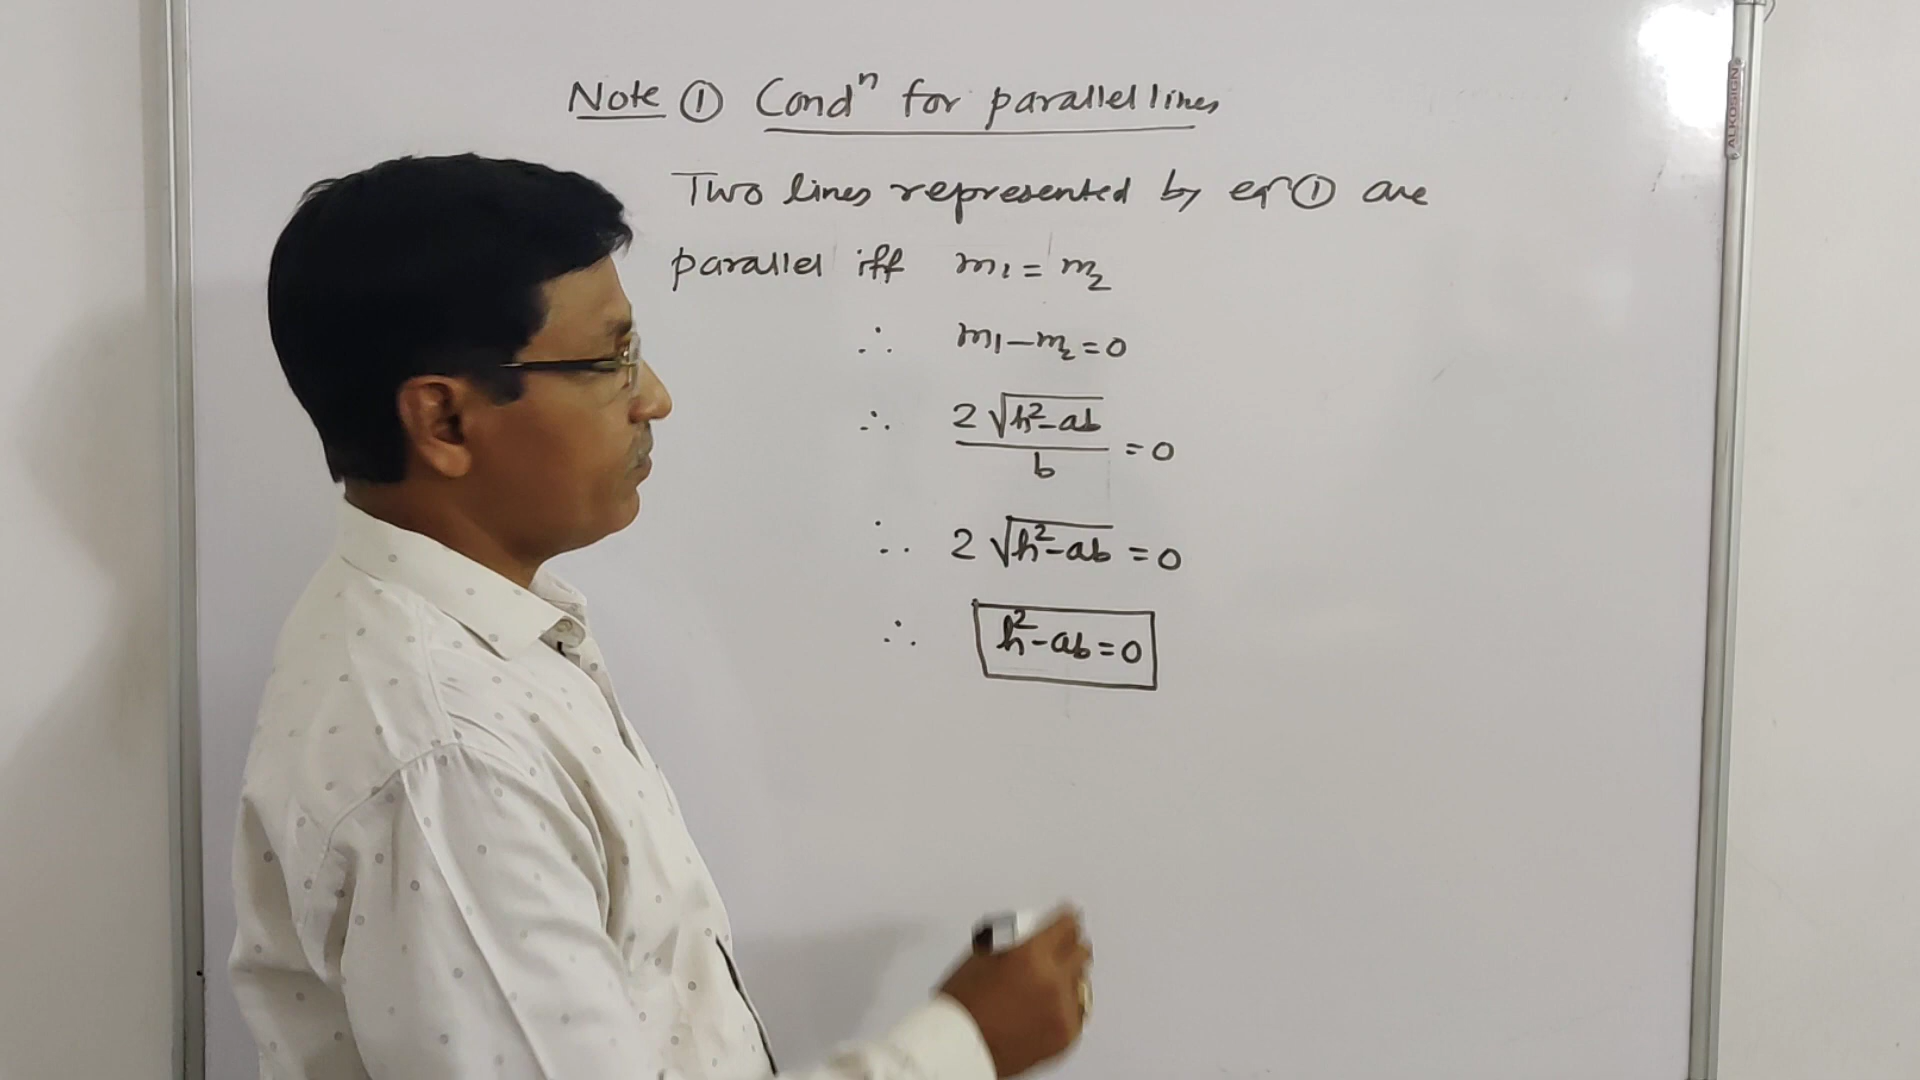 Note ① Condⁿ for parallel lines
Two lines represented by eqⁿ ① are
parallel iff m₁ = m₂
∴ m₁ – m₂ = 0
∴ 2√(h² – ab) / b = 0
∴ 2 √(h² – ab) = 0
∴ h² – ab = 0
ALKOSIGN